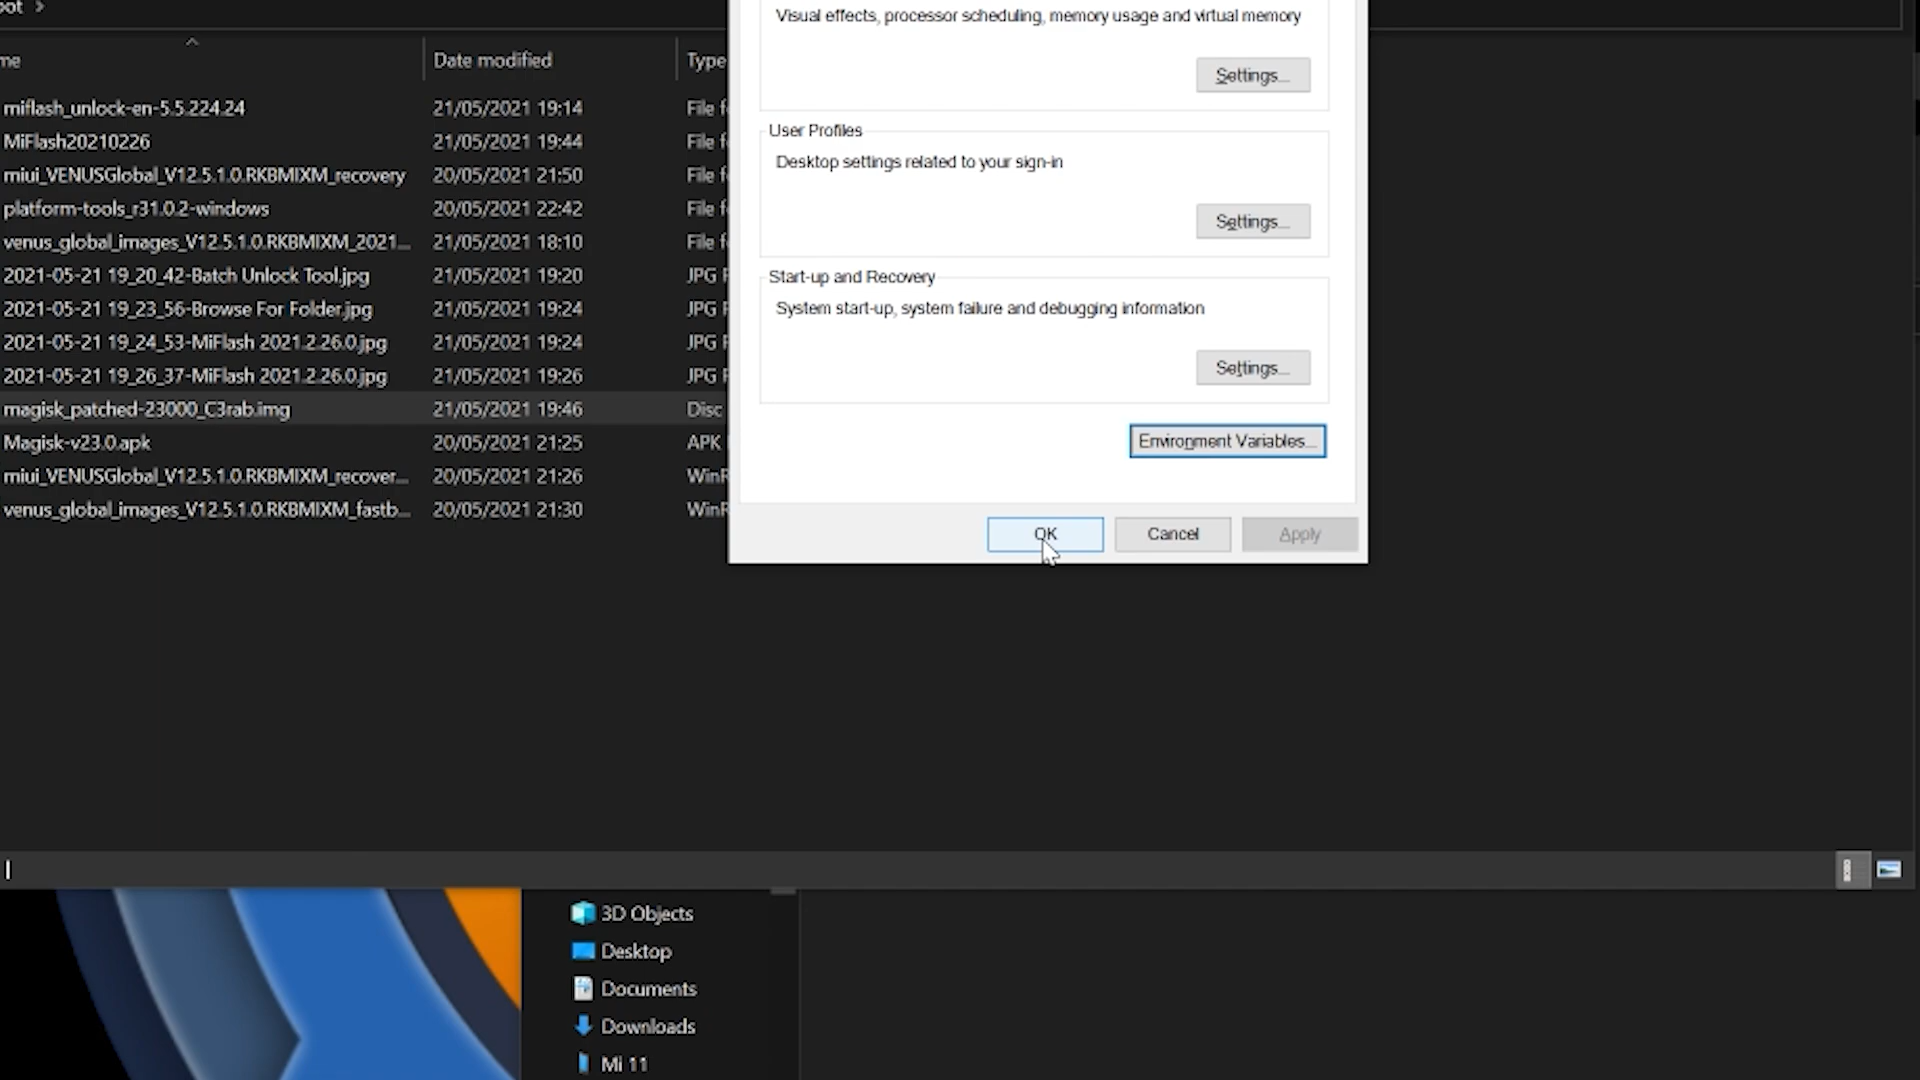 oot >
me
Date modified
Type
miflash_unlock-en-5.5.224.24
21/05/2021 19:14
File f
MiFlash20210226
21/05/2021 19:44
File f
miui_VENUSGlobal_V12.5.1.0.RKBMIXM_recovery
20/05/2021 21:50
File f
platform-tools_r31.0.2-windows
20/05/2021 22:42
File f
venus_global_images_V12.5.1.0.RKBMIXM_2021...
21/05/2021 18:10
File f
2021-05-21 19_20_42-Batch Unlock Tool.jpg
21/05/2021 19:20
JPG F
2021-05-21 19_23_56-Browse For Folder.jpg
21/05/2021 19:24
JPG F
2021-05-21 19_24_53-MiFlash 2021.2.26.0.jpg
21/05/2021 19:24
JPG F
2021-05-21 19_26_37-MiFlash 2021.2.26.0.jpg
21/05/2021 19:26
JPG F
magisk_patched-23000_C3rab.img
21/05/2021 19:46
Disc
Magisk-v23.0.apk
20/05/2021 21:25
APK
miui_VENUSGlobal_V12.5.1.0.RKBMIXM_recover...
20/05/2021 21:26
WinR
venus_global_images_V12.5.1.0.RKBMIXM_fastb...
20/05/2021 21:30
WinR
Visual effects, processor scheduling, memory usage and virtual memory
Settings...
User Profiles
Desktop settings related to your sign-in
Settings...
Start-up and Recovery
System start-up, system failure and debugging information
Settings...
Environment Variables...
OK
Cancel
Apply
3D Objects
Desktop
Documents
Downloads
Mi 11